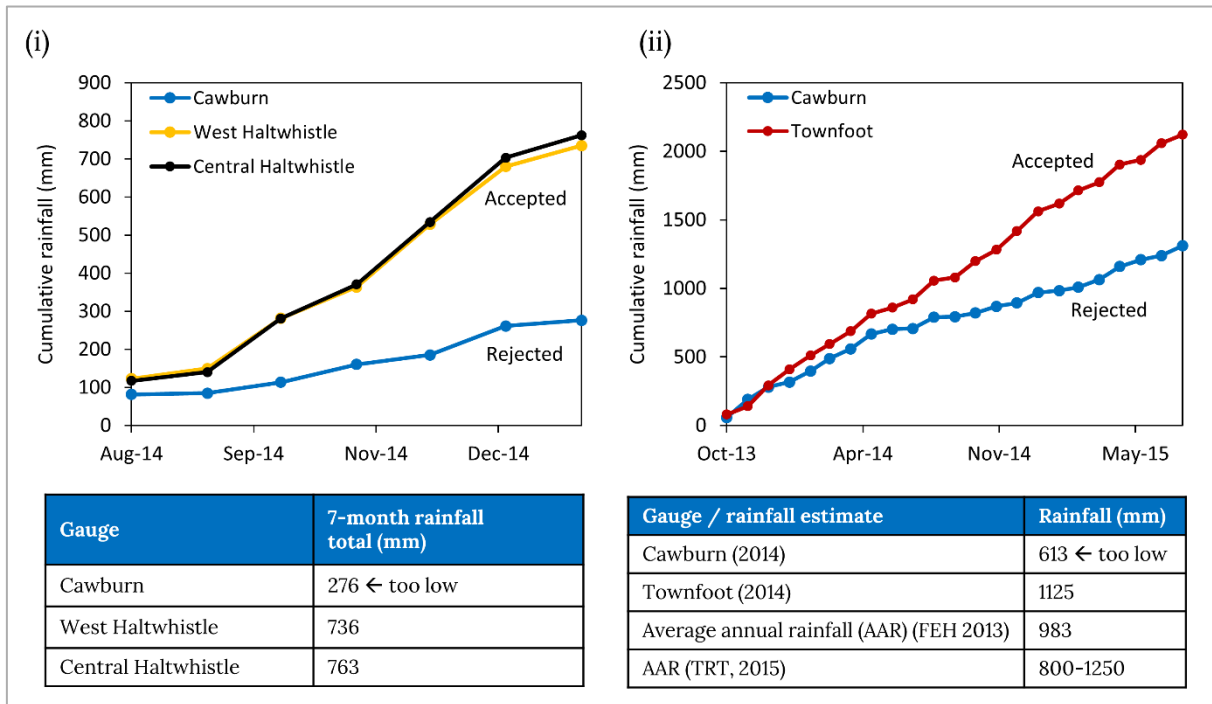 (i)
900
800
700
600
500
400
300
200
100
0
Cumulative rainfall (mm)
Cawburn
West Haltwhistle
Central Haltwhistle
Accepted
Rejected
Aug-14 Sep-14 Nov-14 Dec-14
Gauge 7-month rainfall
total (mm)
Cawburn 276 ← too low
West Haltwhistle 736
Central Haltwhistle 763
(ii)
2500
2000
1500
1000
500
0
Cumulative rainfall (mm)
Cawburn
Townfoot
Accepted
Rejected
Oct-13 Apr-14 Nov-14 May-15
Gauge / rainfall estimate Rainfall (mm)
Cawburn (2014) 613 ← too low
Townfoot (2014) 1125
Average annual rainfall (AAR) (FEH 2013) 983
AAR (TRT, 2015) 800-1250